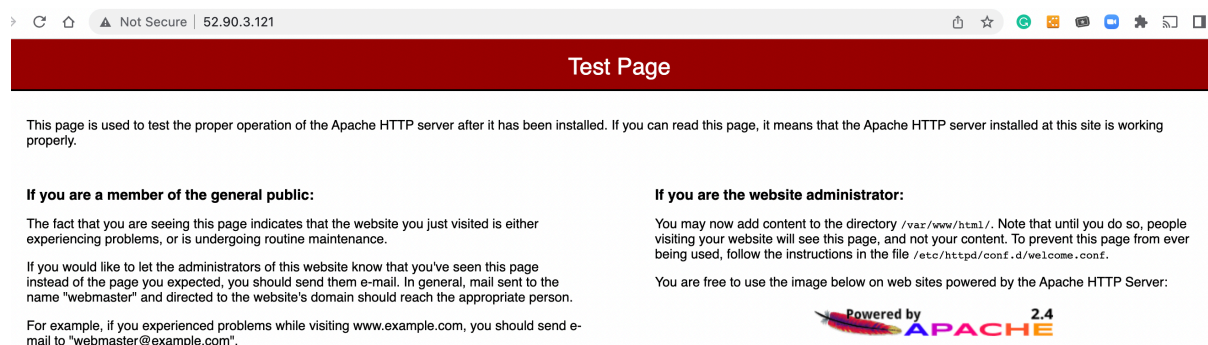 Not Secure 52.90.3.121
Test Page
This page is used to test the proper operation of the Apache HTTP server after it has been installed. If you can read this page, it means that the Apache HTTP server installed at this site is working
properly.
If you are a member of the general public:
The fact that you are seeing this page indicates that the website you just visited is either
experiencing problems, or is undergoing routine maintenance.
If you would like to let the administrators of this website know that you've seen this page
instead of the page you expected, you should send them e-mail. In general, mail sent to the
name "webmaster" and directed to the website's domain should reach the appropriate person.
For example, if you experienced problems while visiting www.example.com, you should send e-
mail to "webmaster@example.com".
If you are the website administrator:
You may now add content to the directory /var/www/html/. Note that until you do so, people
visiting your website will see this page, and not your content. To prevent this page from ever
being used, follow the instructions in the file /etc/httpd/conf.d/welcome.conf.
You are free to use the image below on web sites powered by the Apache HTTP Server:
Powered by 2.4
APACHE